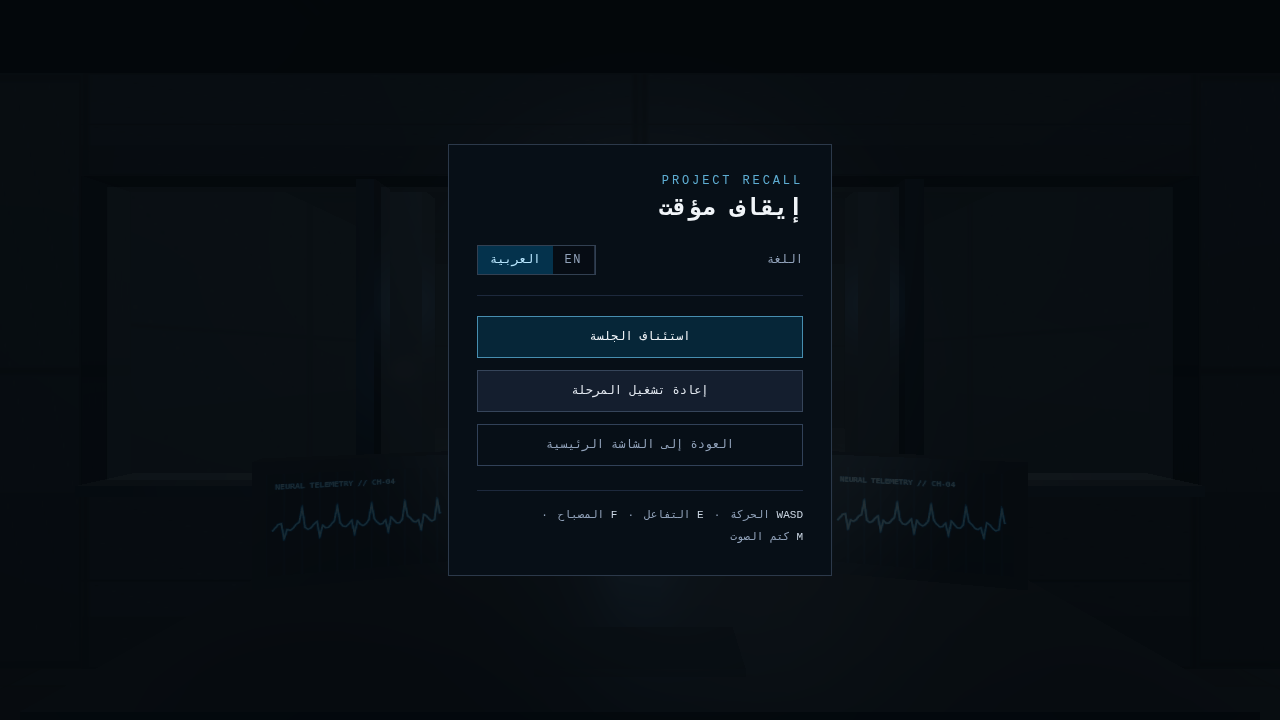 PROJECT RECALL
إيقاف مؤقت
اللغة
EN العربية
استئناف الجلسة
إعادة تشغيل المرحلة
العودة إلى الشاشة الرئيسية
WASD الحركة · E التفاعل · F المصباح ·
M كتم الصوت
NEURAL TELEMETRY // CH-04
NEURAL TELEMETRY // CH-04